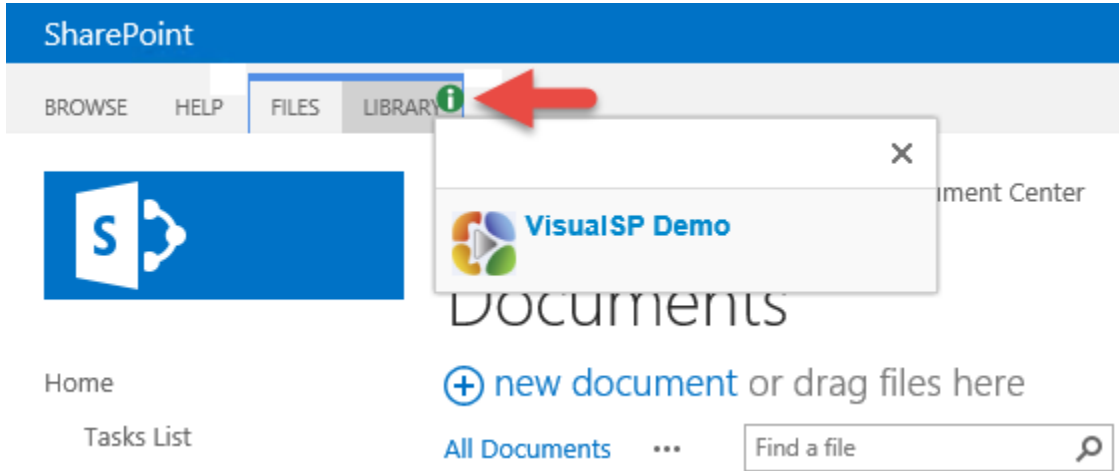 SharePoint
BROWSE HELP FILES LIBRARY
ument Center
VisualSP Demo
Documents
Home
new document or drag files here
Tasks List
All Documents ... Find a file